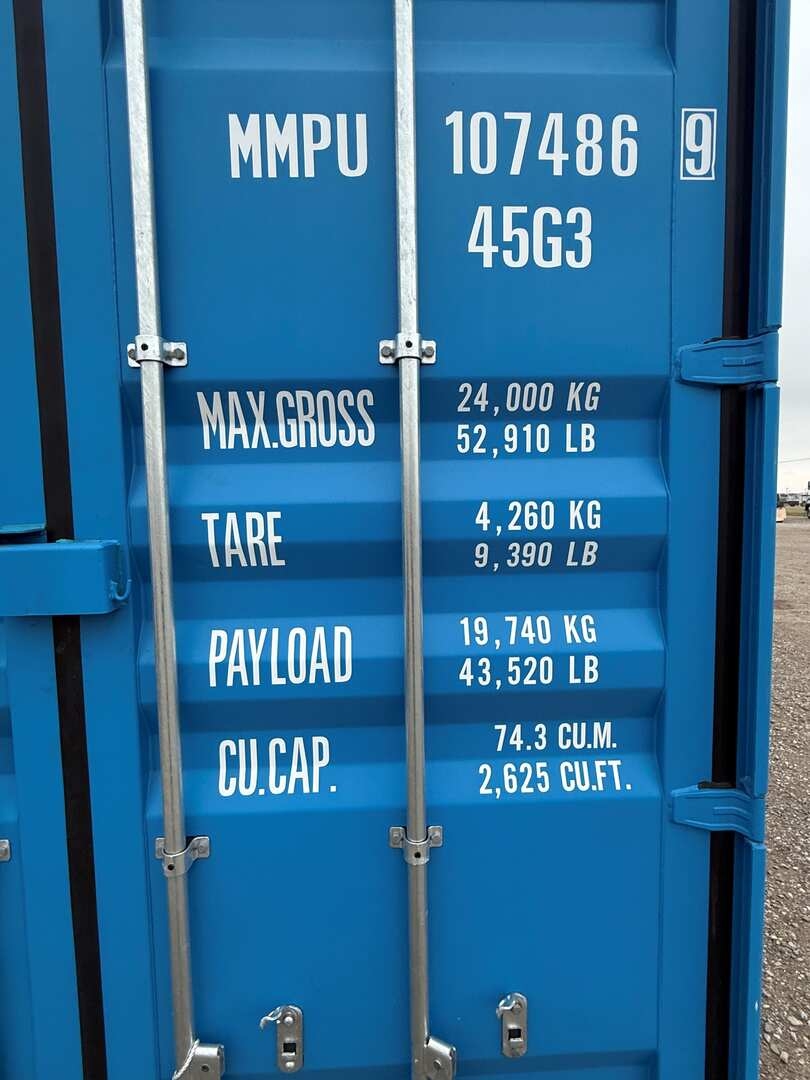 MMPU 107486 9
45G3
MAX.GROSS 24,000 KG
52,910 LB
TARE 4,260 KG
9,390 LB
PAYLOAD 19,740 KG
43,520 LB
CU.CAP. 74.3 CU.M.
2,625 CU.FT.